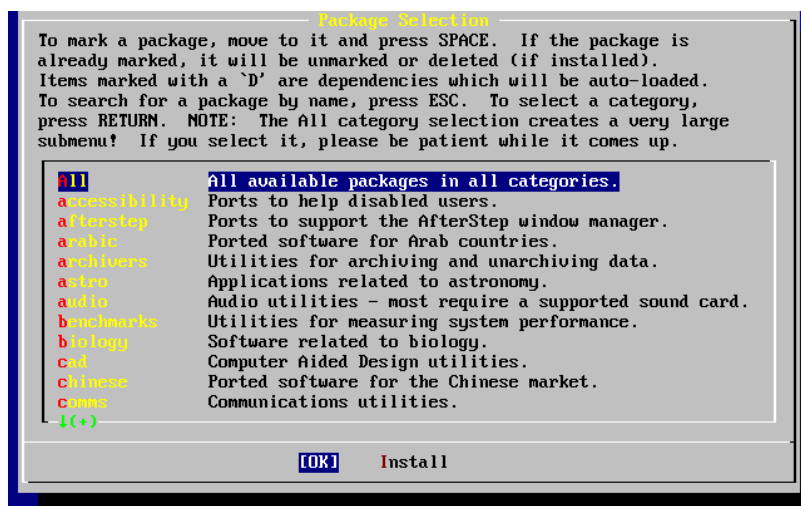 Package Selection
To mark a package, move to it and press SPACE.  If the package is
already marked, it will be unmarked or deleted (if installed).
Items marked with a `D' are dependencies which will be auto-loaded.
To search for a package by name, press ESC.  To select a category,
press RETURN.  NOTE:  The All category selection creates a very large
submenu!  If you select it, please be patient while it comes up.
All All available packages in all categories.
accessibility Ports to help disabled users.
afterstep Ports to support the AfterStep window manager.
arabic Ported software for Arab countries.
archivers Utilities for archiving and unarchiving data.
astro Applications related to astronomy.
audio Audio utilities - most require a supported sound card.
benchmarks Utilities for measuring system performance.
biology Software related to biology.
cad Computer Aided Design utilities.
chinese Ported software for the Chinese market.
comms Communications utilities.
↓(+)
[OK] Install